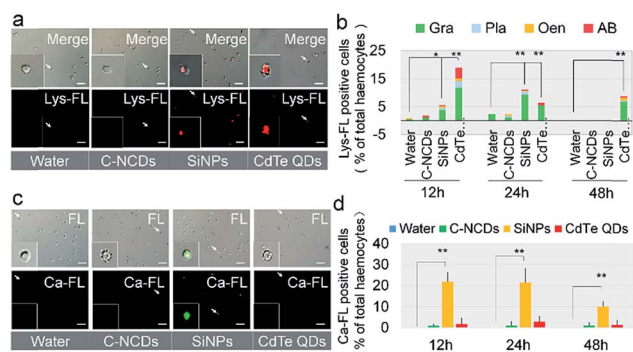 a
Merge Merge Merge Merge
Lys-FL Lys-FL Lys-FL Lys-FL
Water C-NCDs SiNPs CdTe QDs
b
Gra Pla Oen AB
Lys-FL positive cells
(% of total haemocytes)
25
15
5
-5
* ** ** ** **
Water C-NCDs SiNPs CdTe... Water C-NCDs SiNPs CdTe... Water C-NCDs SiNPs CdTe...
12h 24h 48h
c
FL FL FL FL
Ca-FL Ca-FL Ca-FL Ca-FL
Water C-NCDs SiNPs CdTe QDs
d
Water C-NCDs SiNPs CdTe QDs
Ca-FL positive cells
% of total haemocytes)
40
30
20
10
0
** ** **
12h 24h 48h